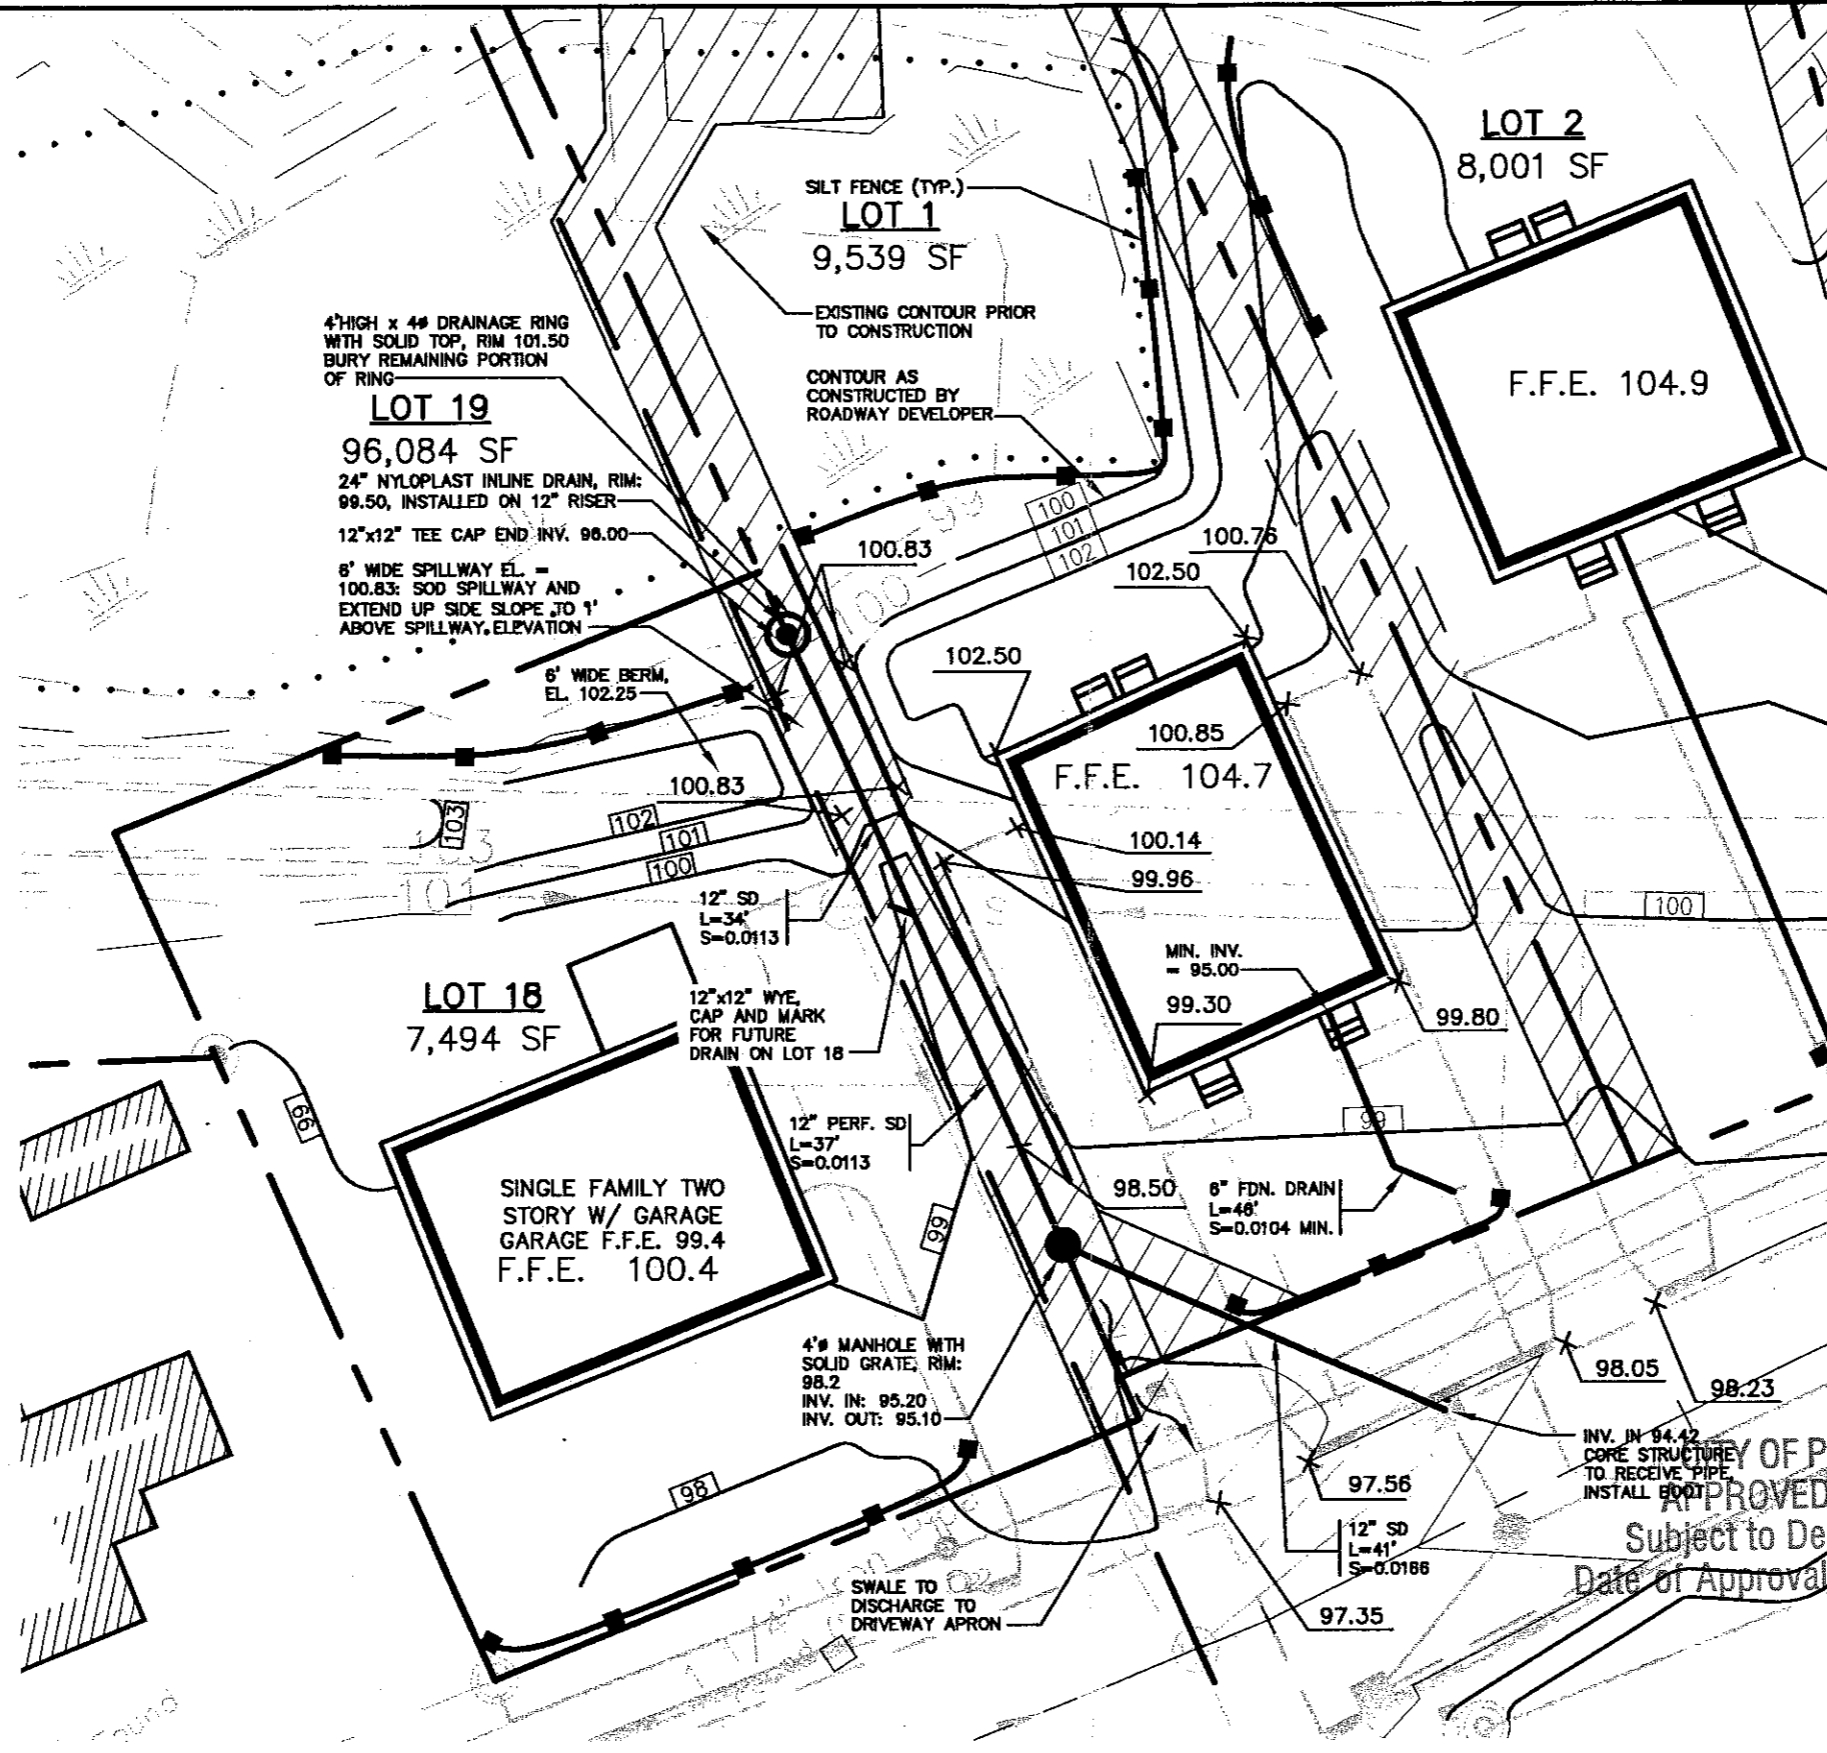 LOT 2
8,001 SF
SILT FENCE (TYP.)
LOT 1
9,539 SF
EXISTING CONTOUR PRIOR
TO CONSTRUCTION
4'HIGH x 4'ø DRAINAGE RING
WITH SOLID TOP, RIM 101.50
BURY REMAINING PORTION
OF RING
CONTOUR AS
CONSTRUCTED BY
ROADWAY DEVELOPER
F.F.E. 104.9
LOT 19
96,084 SF
24" NYLOPLAST INLINE DRAIN, RIM:
99.50, INSTALLED ON 12" RISER
12"x12" TEE CAP END INV. 96.00
6' WIDE SPILLWAY EL. =
100.83: SOD SPILLWAY AND
EXTEND UP SIDE SLOPE TO 1'
ABOVE SPILLWAY ELEVATION
99
100
100
101
102
100.83
100.76
102.50
102.50
6' WIDE BERM,
EL. 102.25
100.85
F.F.E. 104.7
100.83
103
103
102
101
100
101
100.14
99.96
100
12" SD
L=34'
S=0.0113
MIN. INV.
= 95.00
99.30
99.80
LOT 18
7,494 SF
12"x12" WYE,
CAP AND MARK
FOR FUTURE
DRAIN ON LOT 18
99
99
12" PERF. SD
L=37'
S=0.0113
98.50
6" FDN. DRAIN
L=48'
S=0.0104 MIN.
SINGLE FAMILY TWO
STORY W/ GARAGE
GARAGE F.F.E. 99.4
F.F.E. 100.4
99
4'ø MANHOLE WITH
SOLID GRATE, RIM:
98.2
INV. IN: 95.20
INV. OUT: 95.10
98.05
98.23
INV. IN 94.42
CORE STRUCTURE
TO RECEIVE PIPE,
INSTALL BOOT
CITY OF P
APPROVED
Subject to De
Date of Approval
98
97.56
12" SD
L=41'
S=0.0166
97.35
SWALE TO
DISCHARGE TO
DRIVEWAY APRON
Found